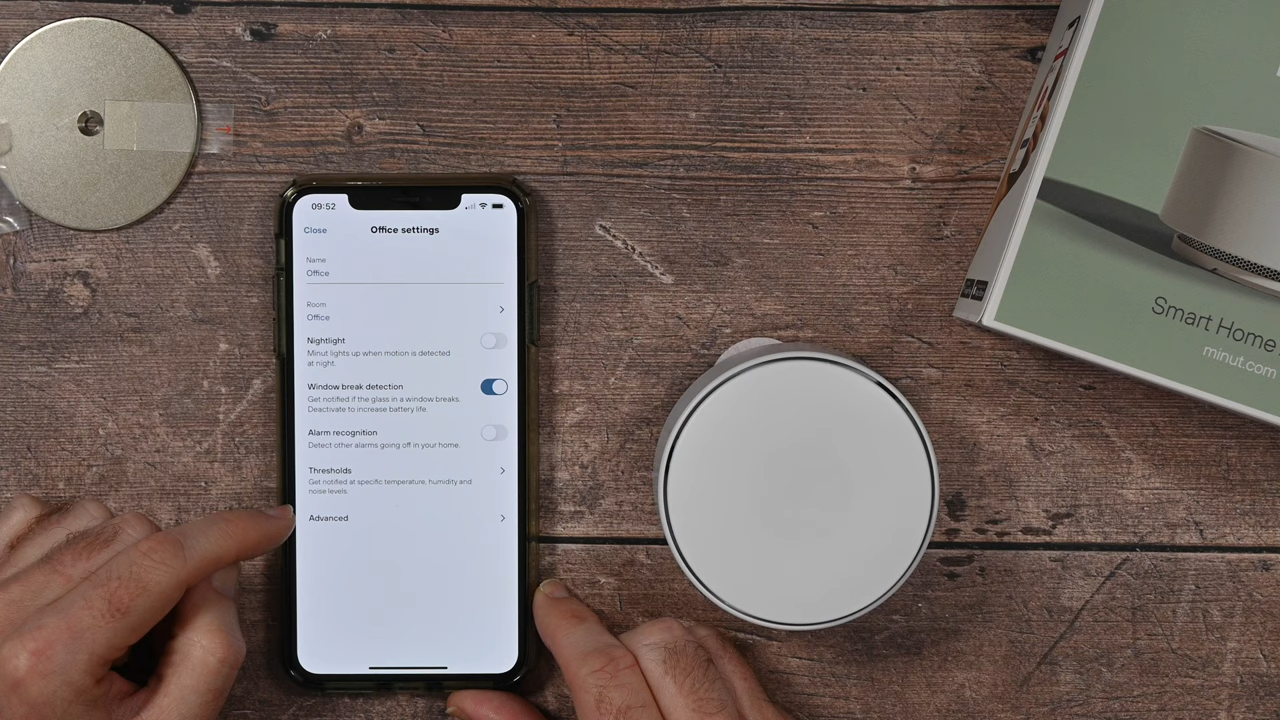 09:52
Close
Office settings
Name
Office
Room
Office
Nightlight
Minut lights up when motion is detected
at night.
Window break detection
Get notified if the glass in a window breaks.
Deactivate to increase battery life.
Alarm recognition
Detect other alarms going off in your home.
Thresholds
Get notified at specific temperature, humidity and
noise levels.
Advanced
Smart Home
minut.com